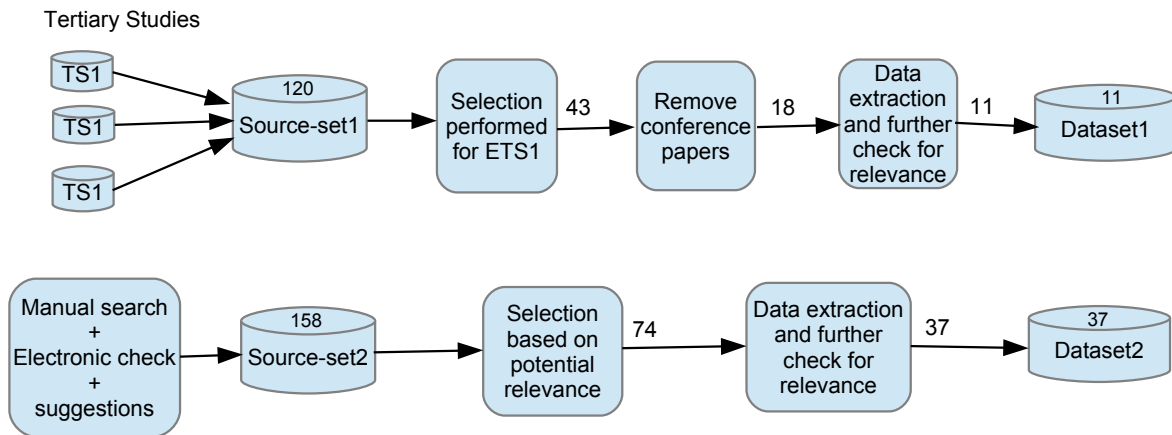 Tertiary Studies
TS1
TS1
TS1
120
Source-set1
Selection
performed
for ETS1
43
Remove
conference
papers
18
Data
extraction
and further
check for
relevance
11
11
Dataset1
Manual search
+
Electronic check
+
suggestions
158
Source-set2
Selection
based on
potential
relevance
74
Data extraction
and further
check for
relevance
37
37
Dataset2